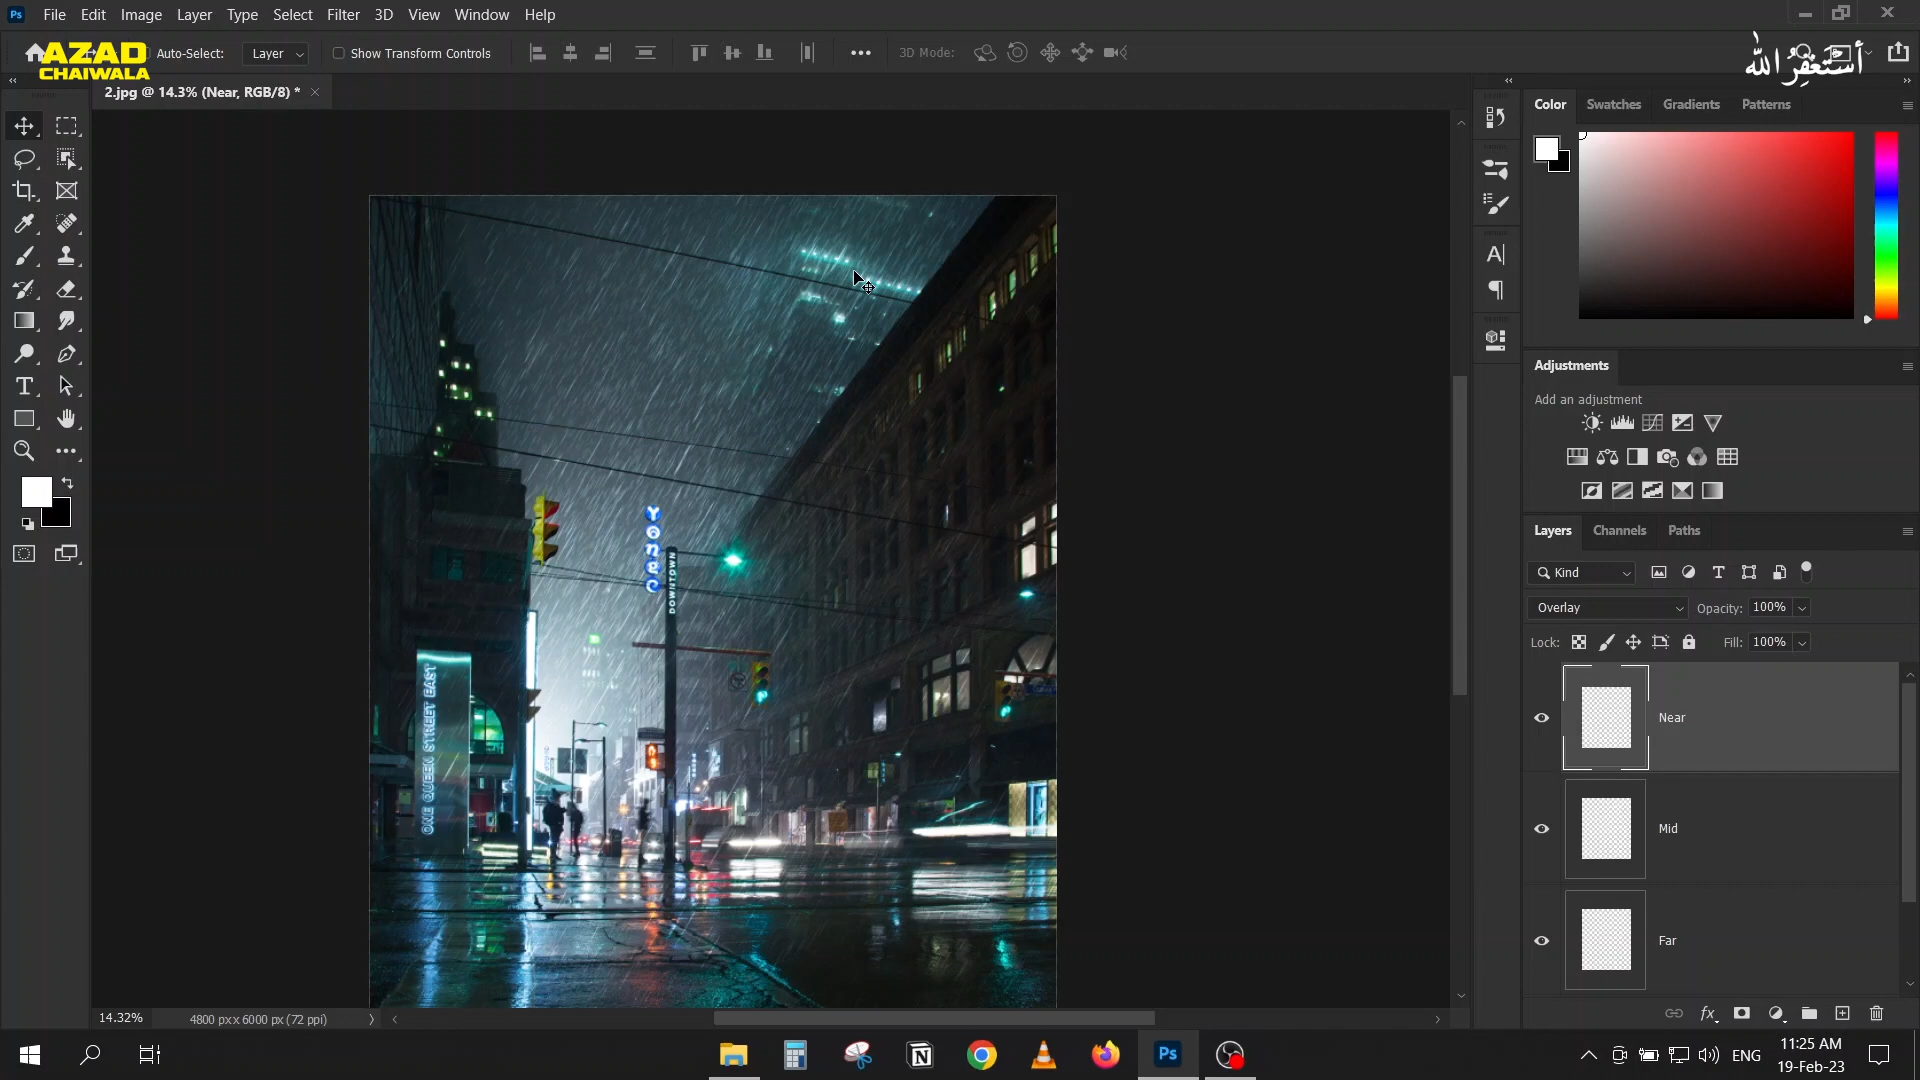 File Edit Image Layer Type Select Filter 3D View Window Help
AZAD
CHAIWALA
Auto-Select: Layer Show Transform Controls 3D Mode:
أستغفر الله
2.jpg @ 14.3% (Near, RGB/8) *
Color Swatches Gradients Patterns
Adjustments
Add an adjustment
Layers Channels Paths
Kind
Overlay Opacity: 100%
Lock: Fill: 100%
Near
Mid
Far
Yonge
DOWNTOWN
ONE QUEEN STREET EAST
14.32% 4800 px x 6000 px (72 ppi)
ENG
11:25 AM
19-Feb-23